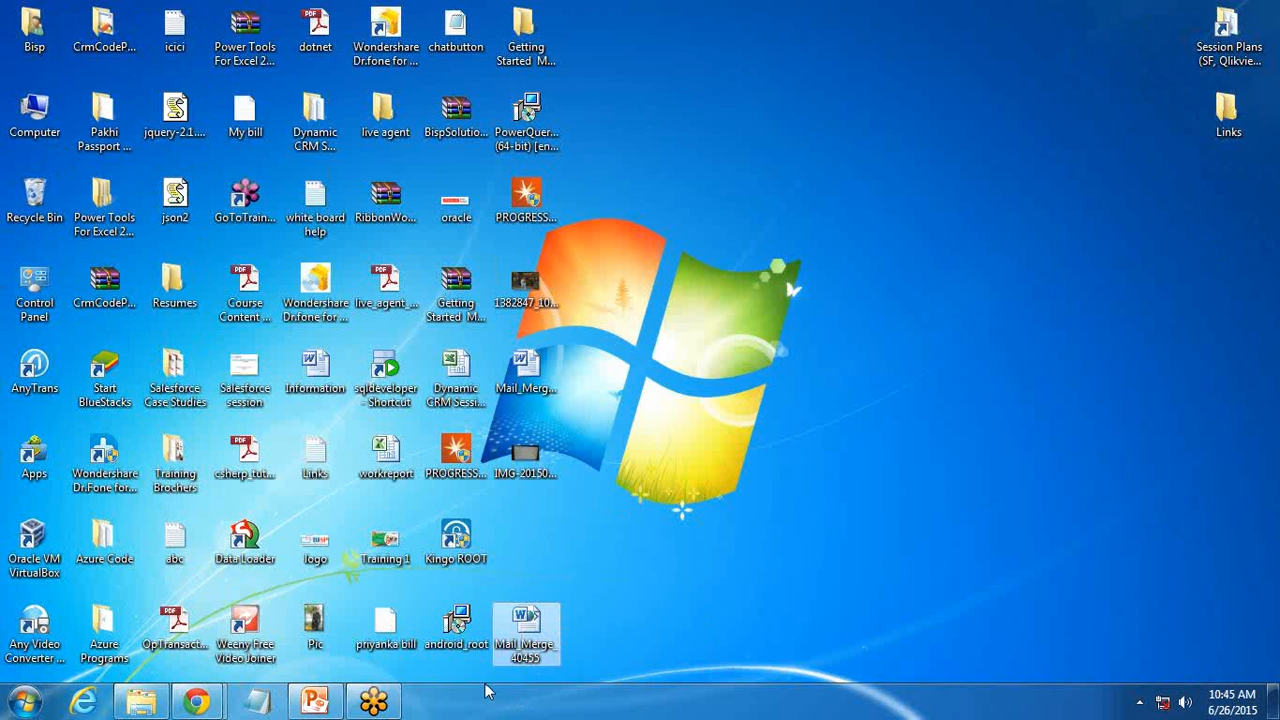 Bisp
CrmCodeP...
icici
Power Tools
For Excel 2...
dotnet
Wondershare
Dr.fone for ...
chatbutton
Getting
Started M...
Session Plans
(SF, Qlikvie...
Computer
Pakhi
Passport ...
jquery-2.1....
My bill
Dynamic
CRM S...
live agent
BispSolutio...
PowerQuer...
(64-bit) [en...
Links
Recycle Bin
Power Tools
For Excel 2...
json2
GoToTrain...
white board
help
RibbonWo...
oracle
PROGRESS...
Control
Panel
CrmCodeP...
Resumes
Course
Content ...
Wondershare
Dr.fone for ...
live_agent_...
Getting
Started M...
1382847_10...
AnyTrans
Start
BlueStacks
Salesforce
Case Studies
Salesforce
session
Information
sqldeveloper
- Shortcut
Dynamic
CRM Sessi...
Mail_Merg...
Apps
Wondershare
Dr.Fone for...
Training
Brochers
csherp_tut...
Links
workreport
PROGRESS...
IMG-20150...
Oracle VM
VirtualBox
Azure Code
abc
Data Loader
logo
Training 1
Kingo ROOT
Any Video
Converter ...
Azure
Programs
OpTransact...
Weeny Free
Video Joiner
Pic
priyanka bill
android_root
Mail_Merge_
40455
10:45 AM
6/26/2015